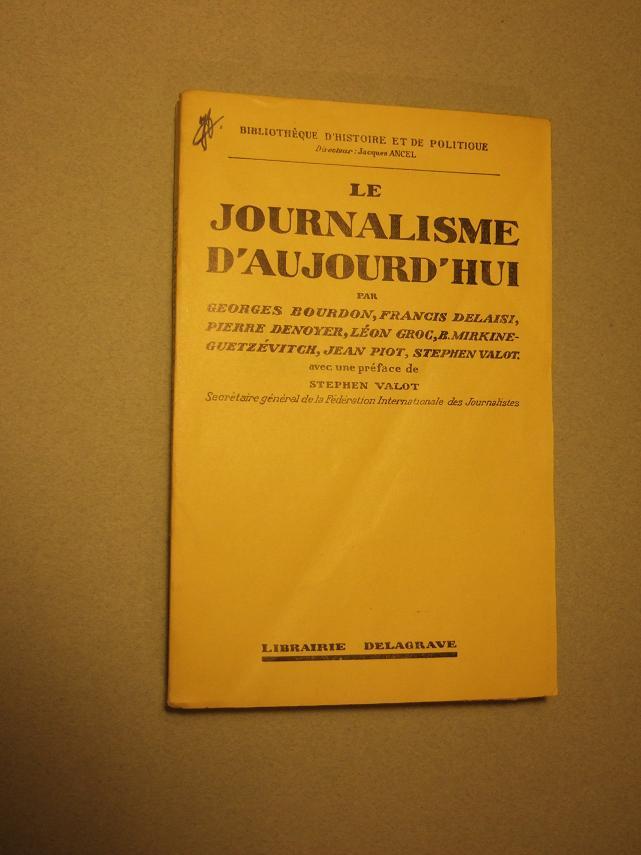 BIBLIOTHÈQUE D'HISTOIRE ET DE POLITIQUE
Directeur : Jacques ANCEL
LE
JOURNALISME
D'AUJOURD'HUI
PAR
GEORGES BOURDON, FRANCIS DELAISI,
PIERRE DENOYER, LÉON GROC, B. MIRKINE-
GUETZÉVITCH, JEAN PIOT, STEPHEN VALOT.
avec une préface de
STEPHEN VALOT
Secrétaire général de la Fédération Internationale des Journalistes
LIBRAIRIE DELAGRAVE